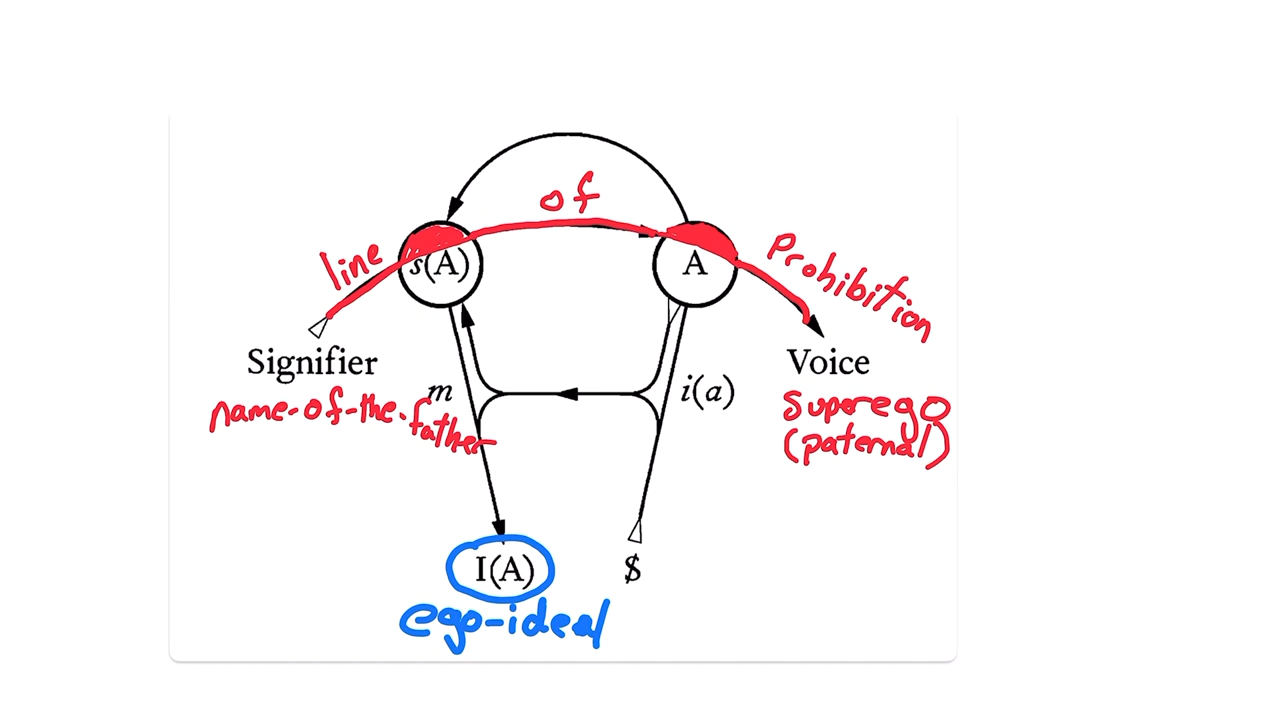 line of Prohibition
s(A)
A
Signifier
Voice
name-of-the-father
m
i(a)
superego
(paternal)
I(A)
$
ego-ideal